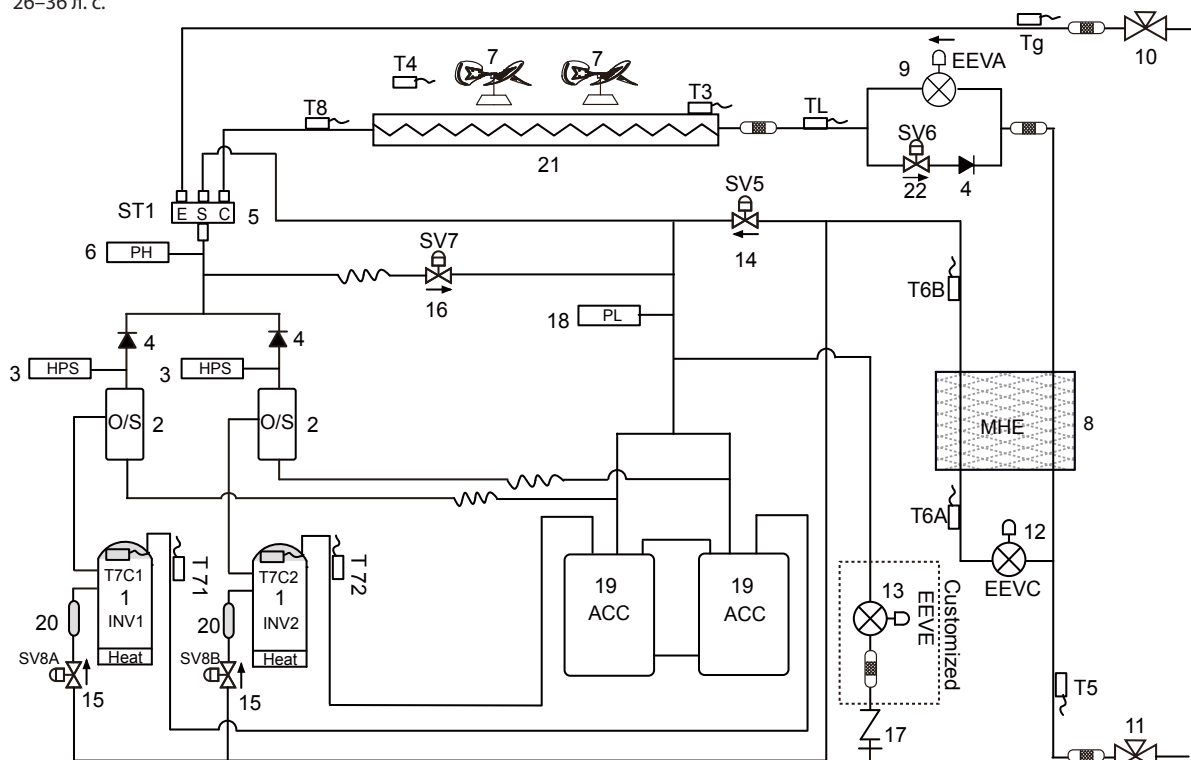 26–36 л. с.
Tg
10
7
7
T4
T8
T3
TL
9
EEVA
SV6
22
4
21
ST1
E S C
5
6
PH
SV7
16
SV5
14
18
PL
T6B
4
4
3
HPS
3
HPS
O/S
2
O/S
2
MHE
8
T6A
12
EEVC
T7C1
1
INV1
Heat
T71
T7C2
1
INV2
Heat
T72
20
20
SV8A
15
SV8B
15
19
ACC
19
ACC
13
EEVE
Customized
17
T5
11